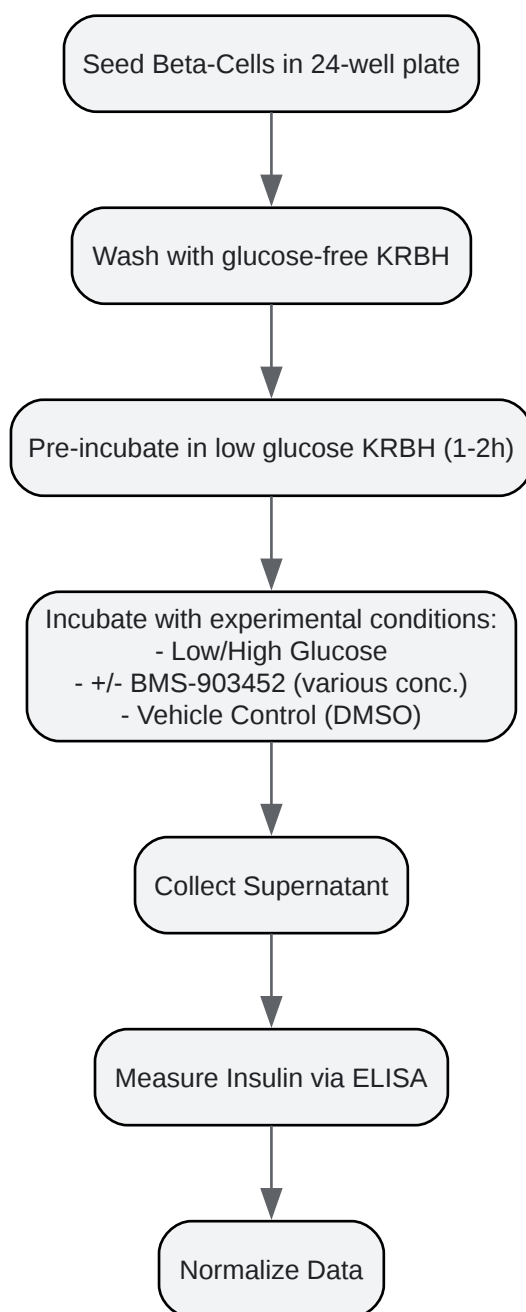 Seed Beta-Cells in 24-well plate
Wash with glucose-free KRBH
Pre-incubate in low glucose KRBH (1-2h)
Incubate with experimental conditions:
- Low/High Glucose
- +/- BMS-903452 (various conc.)
- Vehicle Control (DMSO)
Collect Supernatant
Measure Insulin via ELISA
Normalize Data